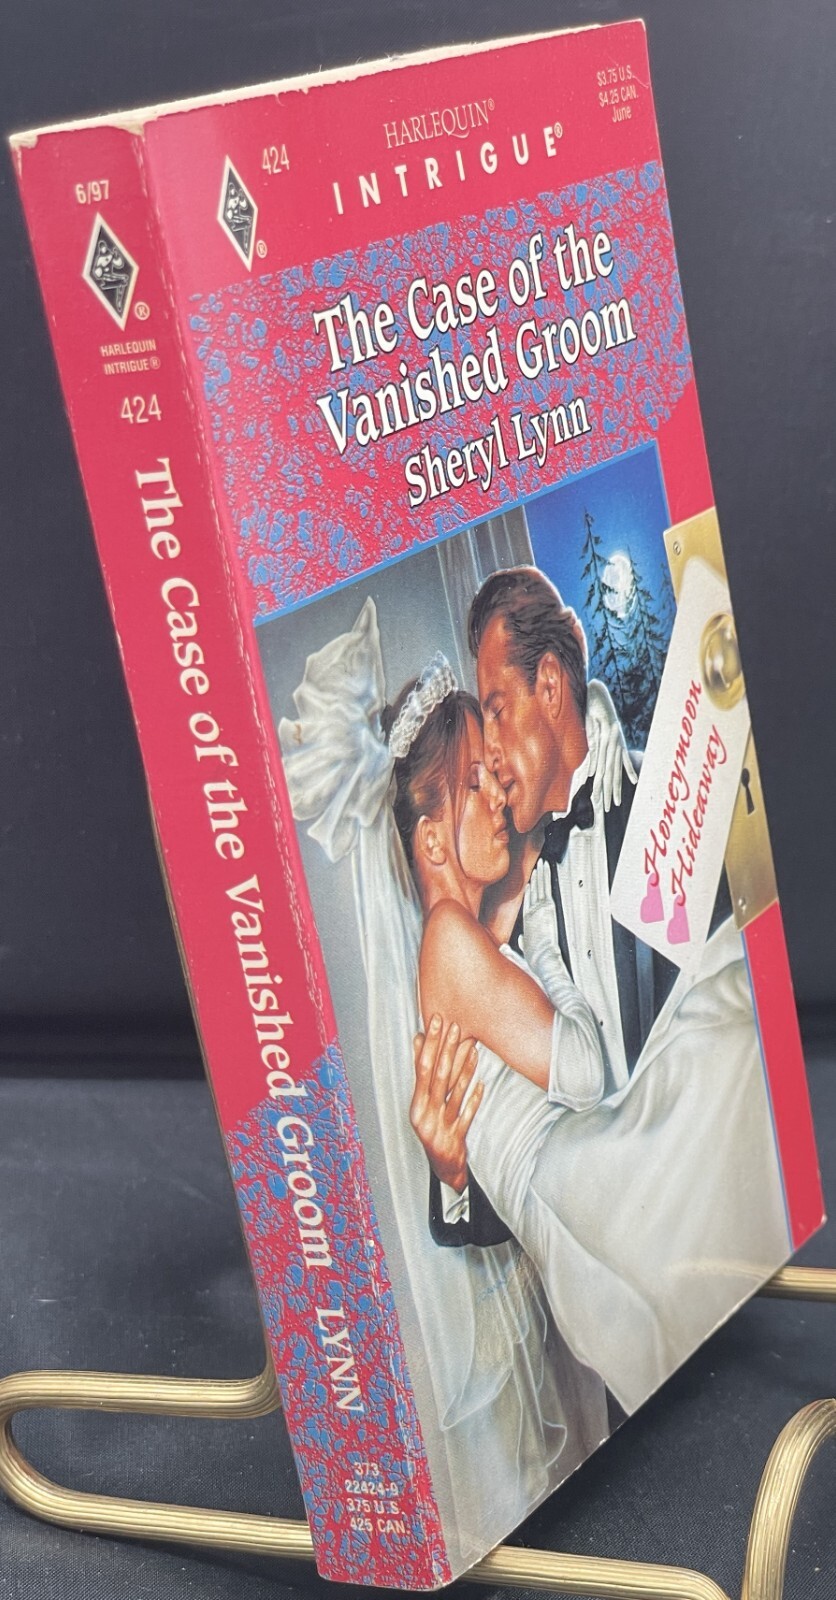 6/97
®
HARLEQUIN
INTRIGUE®
424
The Case of the Vanished Groom LYNN
373
22424-9
375 U.S.
425 CAN.
424
®
HARLEQUIN®
INTRIGUE®
$3.75 U.S.
$4.25 CAN.
June
The Case of the
Vanished Groom
Sheryl Lynn
Honeymoon
Hideaway